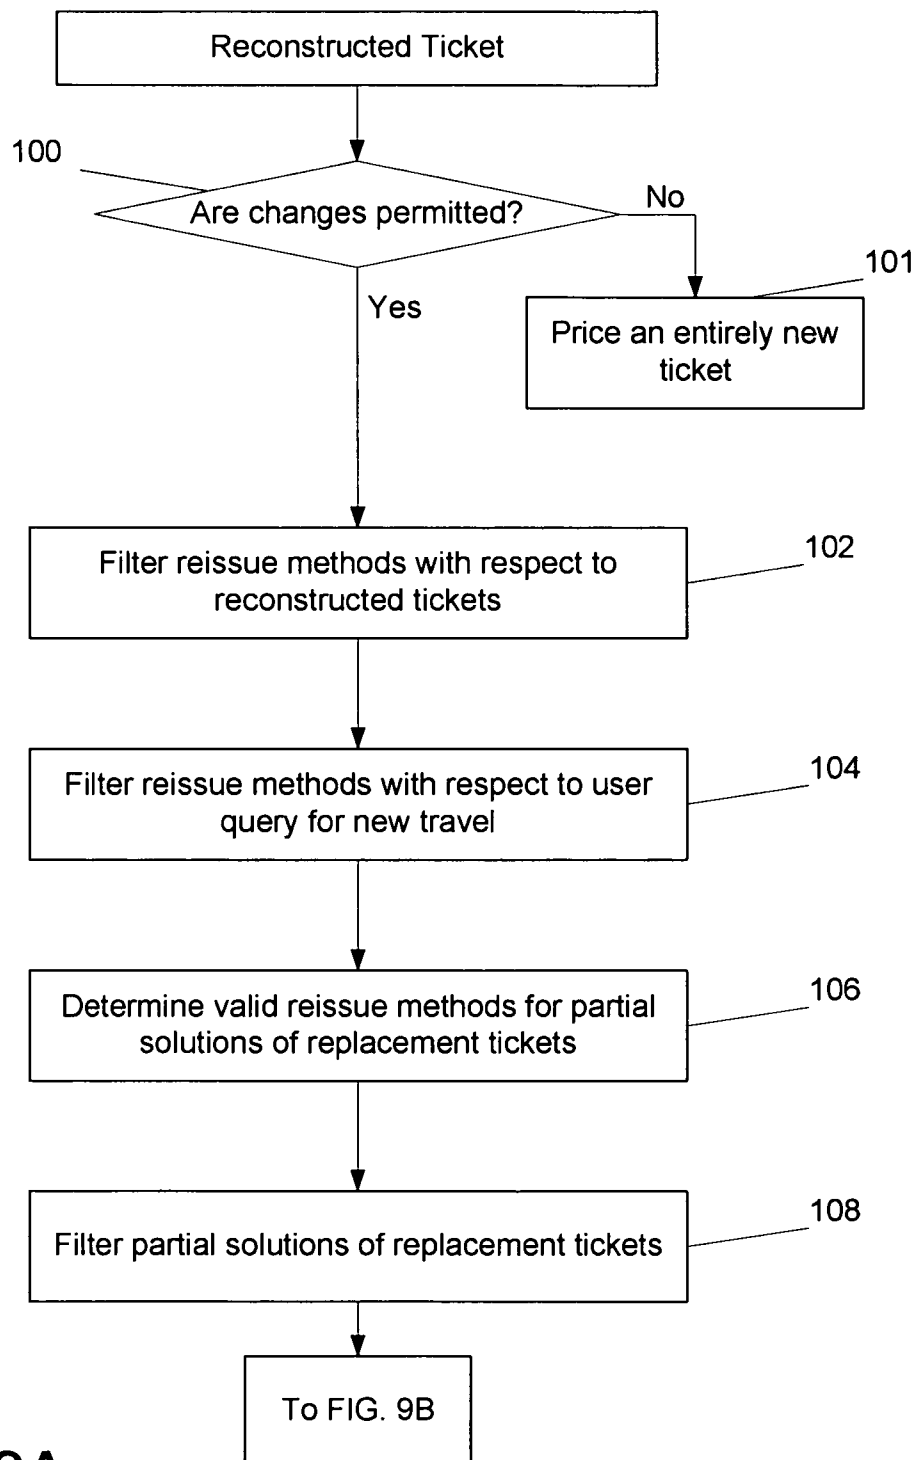 Reconstructed Ticket
100
Are changes permitted?
No
101
Yes
Price an entirely new
ticket
Filter reissue methods with respect to
reconstructed tickets
102
Filter reissue methods with respect to user
query for new travel
104
Determine valid reissue methods for partial
solutions of replacement tickets
106
Filter partial solutions of replacement tickets
108
To FIG. 9B